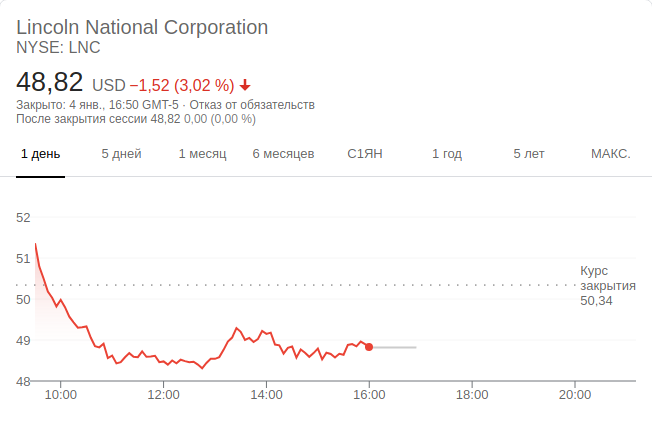 Lincoln National Corporation
NYSE: LNC
48,82 USD −1,52 (3,02 %)
Закрыто: 4 янв., 16:50 GMT-5 · Отказ от обязательств
После закрытия сессии 48,82 0,00 (0,00 %)
1 день 5 дней 1 месяц 6 месяцев С1ЯН 1 год 5 лет МАКС.
52
51
Курс
закрытия
50,34
50
49
48
10:00 12:00 14:00 16:00 18:00 20:00